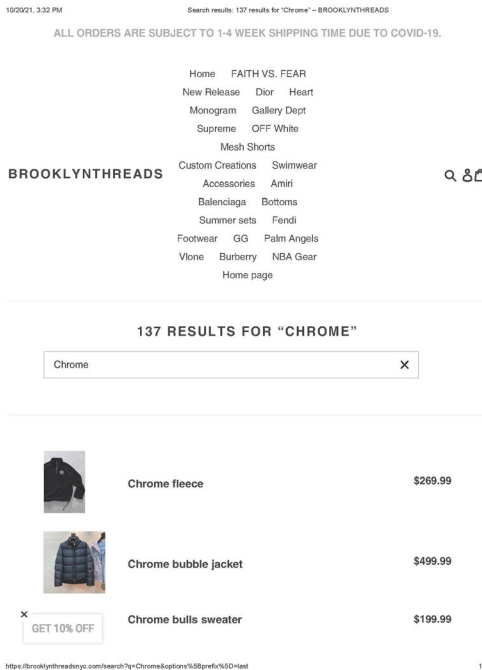 10/20/21, 3:32 PM Search results: 137 results for "Chrome" – BROOKLYNTHREADS
ALL ORDERS ARE SUBJECT TO 1-4 WEEK SHIPPING TIME DUE TO COVID-19.
Home FAITH VS. FEAR
New Release Dior Heart
Monogram Gallery Dept
Supreme OFF White
Mesh Shorts
BROOKLYNTHREADS
Custom Creations Swimwear
Accessories Amiri
Balenciaga Bottoms
Summer sets Fendi
Footwear GG Palm Angels
Vlone Burberry NBA Gear
Home page
137 RESULTS FOR “CHROME”
Chrome
Chrome fleece $269.99
Chrome bubble jacket $499.99
Chrome bulls sweater $199.99
GET 10% OFF
https://brooklynthreadsnyc.com/search?q=Chrome&options%5Bprefix%5D=last 1